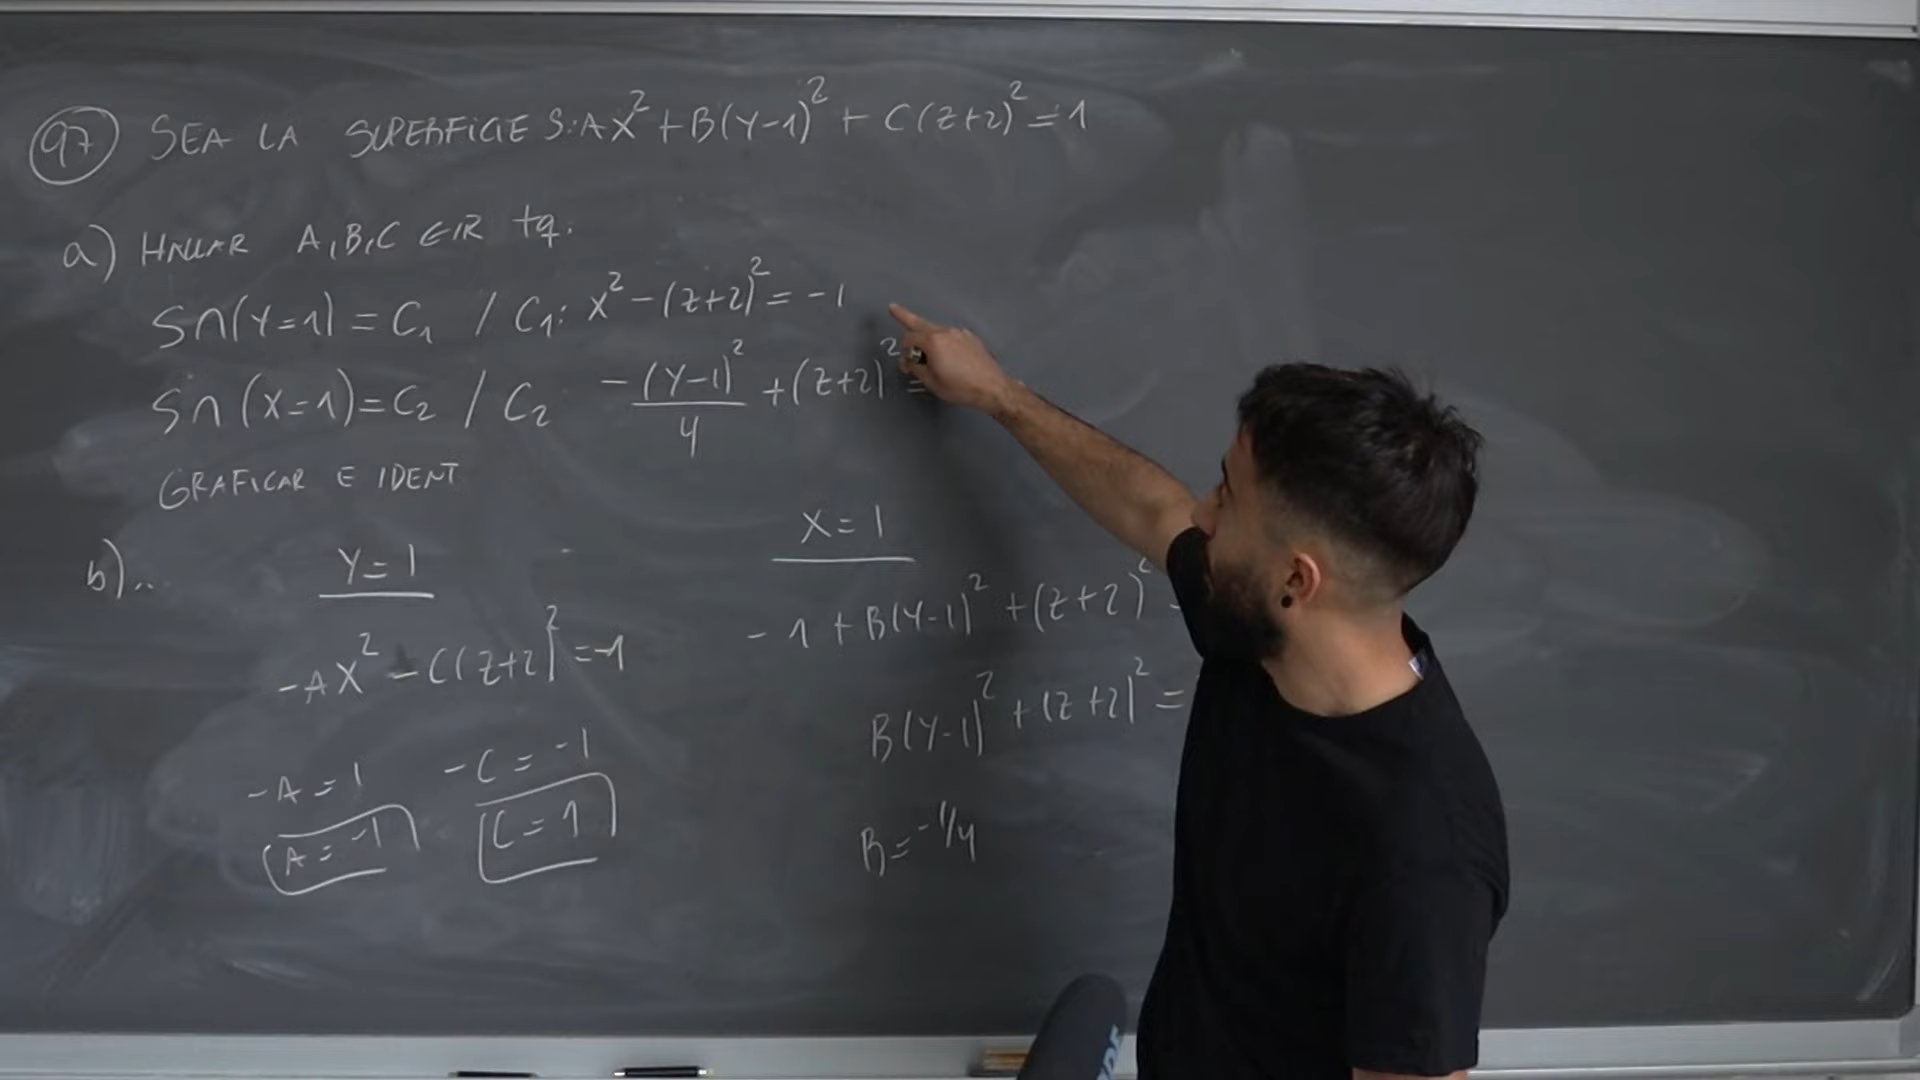 97 SEA LA SUPERFICIE S: AX² + B(Y-1)² + C(Z+2)² = 1
a) HALLAR A, B, C ∈ IR tq.
S∩(Y=1) = C₁ / C₁: X² - (Z+2)² = -1
S∩(X=1) = C₂ / C₂ -(Y-1)²/4 + (Z+2)² =
GRAFICAR E IDENT
b)..
Y=1
-AX² - C(Z+2)² = -1
-A = 1 -C = -1
A = -1 C = 1
X=1
-1 + B(Y-1)² + (Z+2)²
B(Y-1)² + (Z+2)² =
B = -1/4